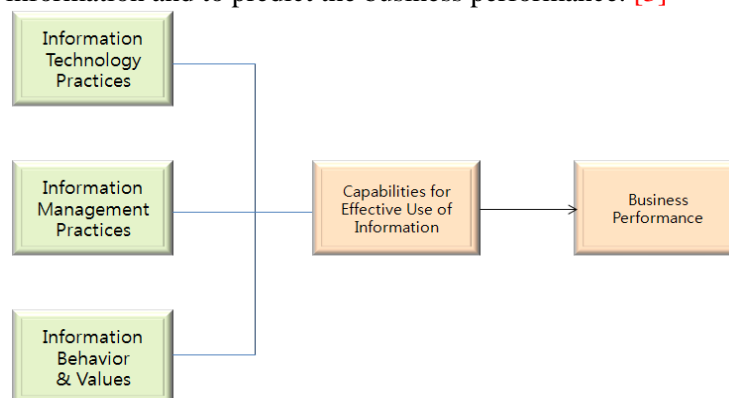 information and to predict the business performance. [3]
Information
Technology
Practices
Information
Management
Practices
Information
Behavior
& Values
Capabilities for
Effective Use of
Information
Business
Performance